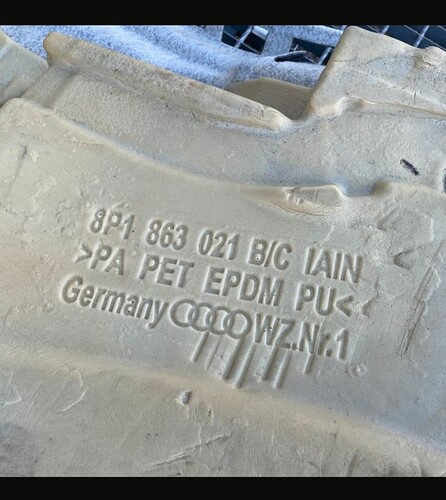 8P1 863 021 B/C IAIN
>PA PET EPDM PU<
Germany WZ.Nr.1